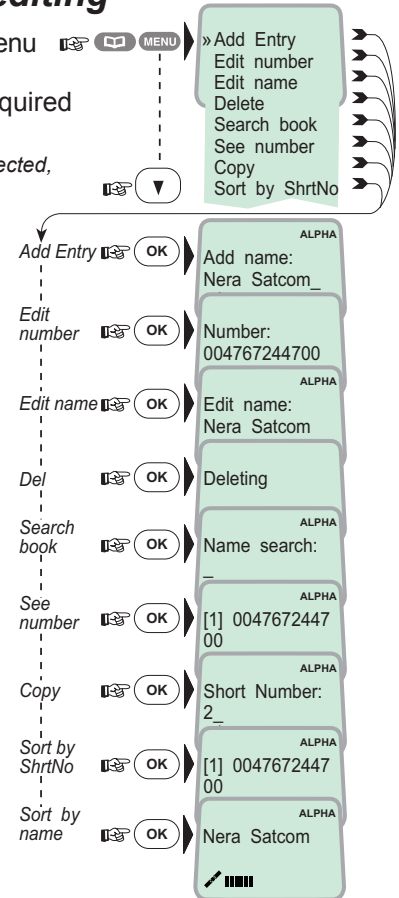 editing
enu MENU
»Add Entry
Edit number
Edit name
Delete
Search book
See number
Copy
Sort by ShrtNo
quired
ected,
Add Entry OK
ALPHA
Add name:
Nera Satcom_
Edit
number OK
Number:
004767244700
Edit name OK
ALPHA
Edit name:
Nera Satcom
Del OK
Deleting
Search
book OK
ALPHA
Name search:
_
See
number OK
ALPHA
[1] 0047672447
00
Copy OK
ALPHA
Short Number:
2_
Sort by
ShrtNo OK
ALPHA
[1] 0047672447
00
Sort by
name OK
ALPHA
Nera Satcom